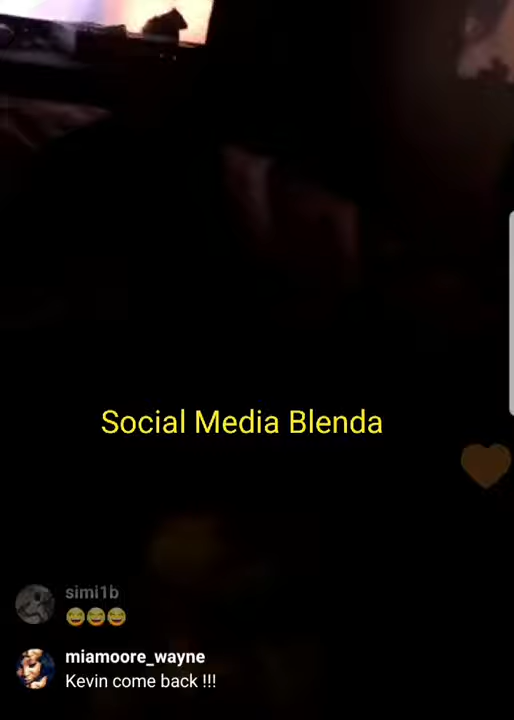 Social Media Blenda
simi1b
😂😂😂
miamoore_wayne
Kevin come back !!!